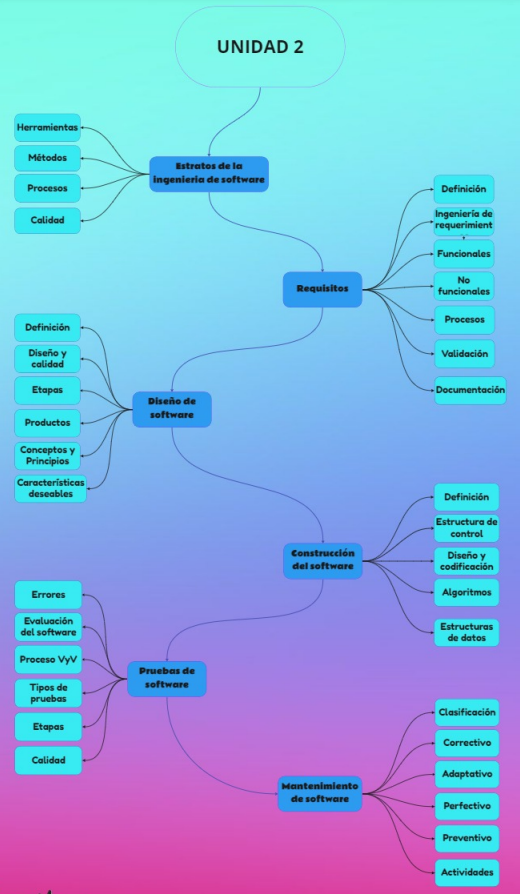 UNIDAD 2
Estratos de la
ingeniería de software
Herramientas
Métodos
Procesos
Calidad
Requisitos
Definición
Ingeniería de
requerimient
Funcionales
No
funcionales
Procesos
Validación
Documentación
Diseño de
software
Definición
Diseño y
calidad
Etapas
Productos
Conceptos y
Principios
Características
deseables
Construcción
del software
Definición
Estructura de
control
Diseño y
codificación
Algoritmos
Estructuras
de datos
Pruebas de
software
Errores
Evaluación
del software
Proceso VyV
Tipos de
pruebas
Etapas
Calidad
Mantenimiento
de software
Clasificación
Correctivo
Adaptativo
Perfectivo
Preventivo
Actividades